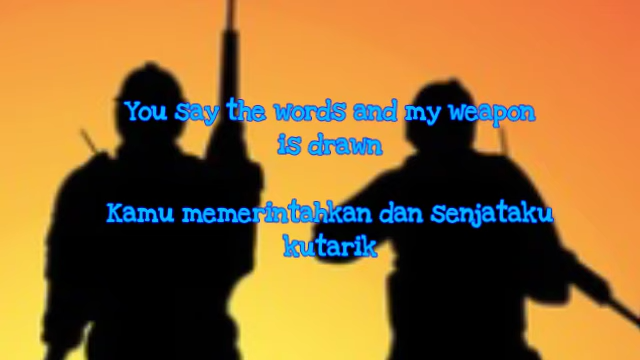 You say the words and my weapon
is drawn
Kamu memerintahkan dan senjataku
kutarik